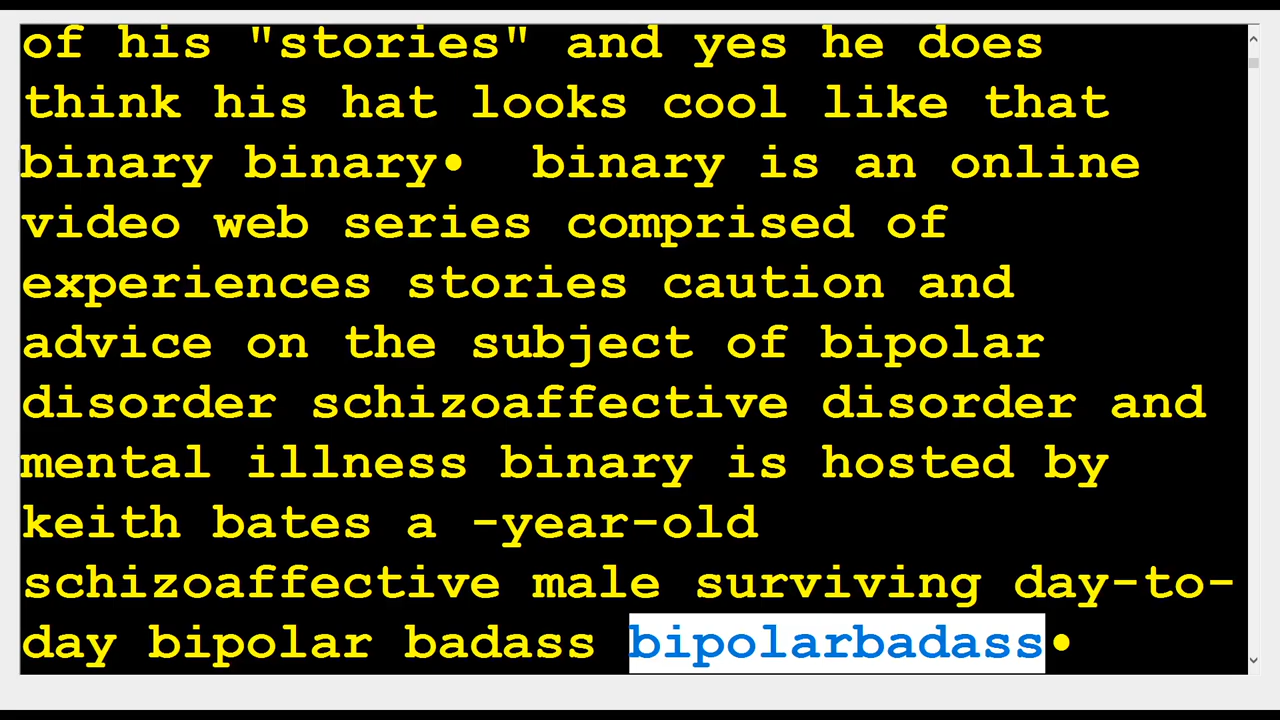 of his "stories" and yes he does
think his hat looks cool like that
binary binary•  binary is an online
video web series comprised of
experiences stories caution and
advice on the subject of bipolar
disorder schizoaffective disorder and
mental illness binary is hosted by
keith bates a -year-old
schizoaffective male surviving day-to-
day bipolar badass bipolarbadass•